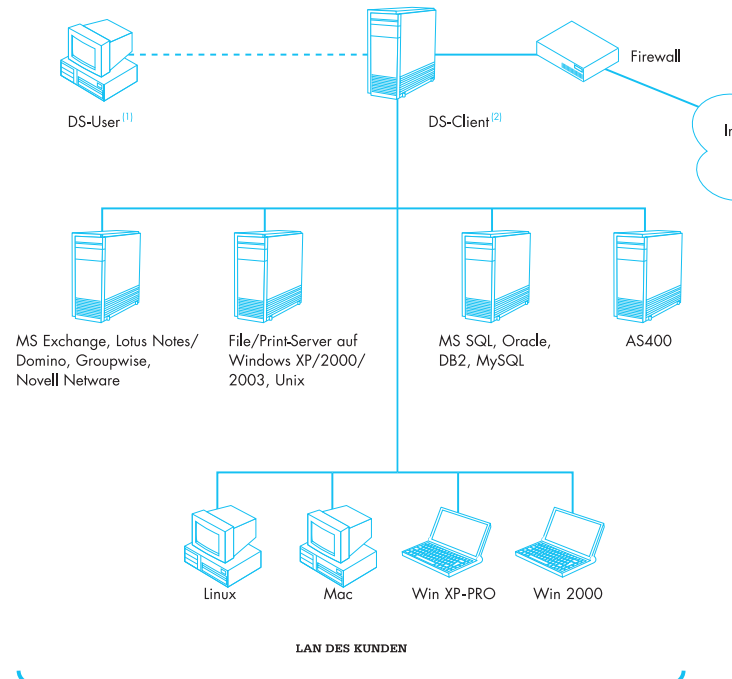 Firewall
DS-User [1]
DS-Client [2]
MS Exchange, Lotus Notes/
Domino, Groupwise,
Novell Netware
File/Print-Server auf
Windows XP/2000/
2003, Unix
MS SQL, Oracle,
DB2, MySQL
AS400
Linux
Mac
Win XP-PRO
Win 2000
LAN DES KUNDEN